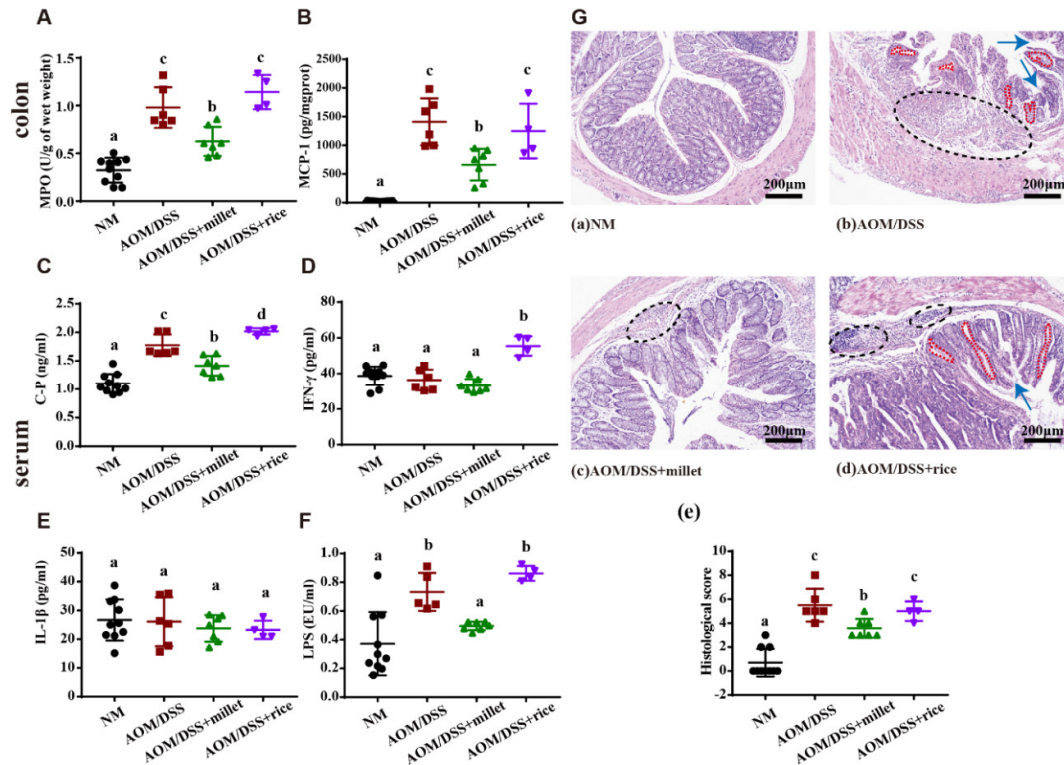 A
MPO (U/g of wet weight)
1.5
1.0
0.5
0.0
a
c
b
c
NM
AOM/DSS
AOM/DSS+millet
AOM/DSS+rice
B
MCP-1 (pg/mgprot)
2500
2000
1500
1000
500
0
a
c
b
c
NM
AOM/DSS
AOM/DSS+millet
AOM/DSS+rice
colon
C
C-P (ng/ml)
2.5
2.0
1.5
1.0
0.5
0.0
a
c
b
d
NM
AOM/DSS
AOM/DSS+millet
AOM/DSS+rice
D
IFN-γ (pg/ml)
80
60
40
20
0
a
a
a
b
NM
AOM/DSS
AOM/DSS+millet
AOM/DSS+rice
serum
E
IL-1β (pg/ml)
50
40
30
20
10
0
a
a
a
a
NM
AOM/DSS
AOM/DSS+millet
AOM/DSS+rice
F
LPS (EU/ml)
1.0
0.8
0.6
0.4
0.2
0.0
a
b
a
b
NM
AOM/DSS
AOM/DSS+millet
AOM/DSS+rice
G
200μm
(a)NM
200μm
(b)AOM/DSS
200μm
(c)AOM/DSS+millet
200μm
(d)AOM/DSS+rice
(e)
Histological score
10
8
6
4
2
0
-2
a
c
b
c
NM
AOM/DSS
AOM/DSS+millet
AOM/DSS+rice